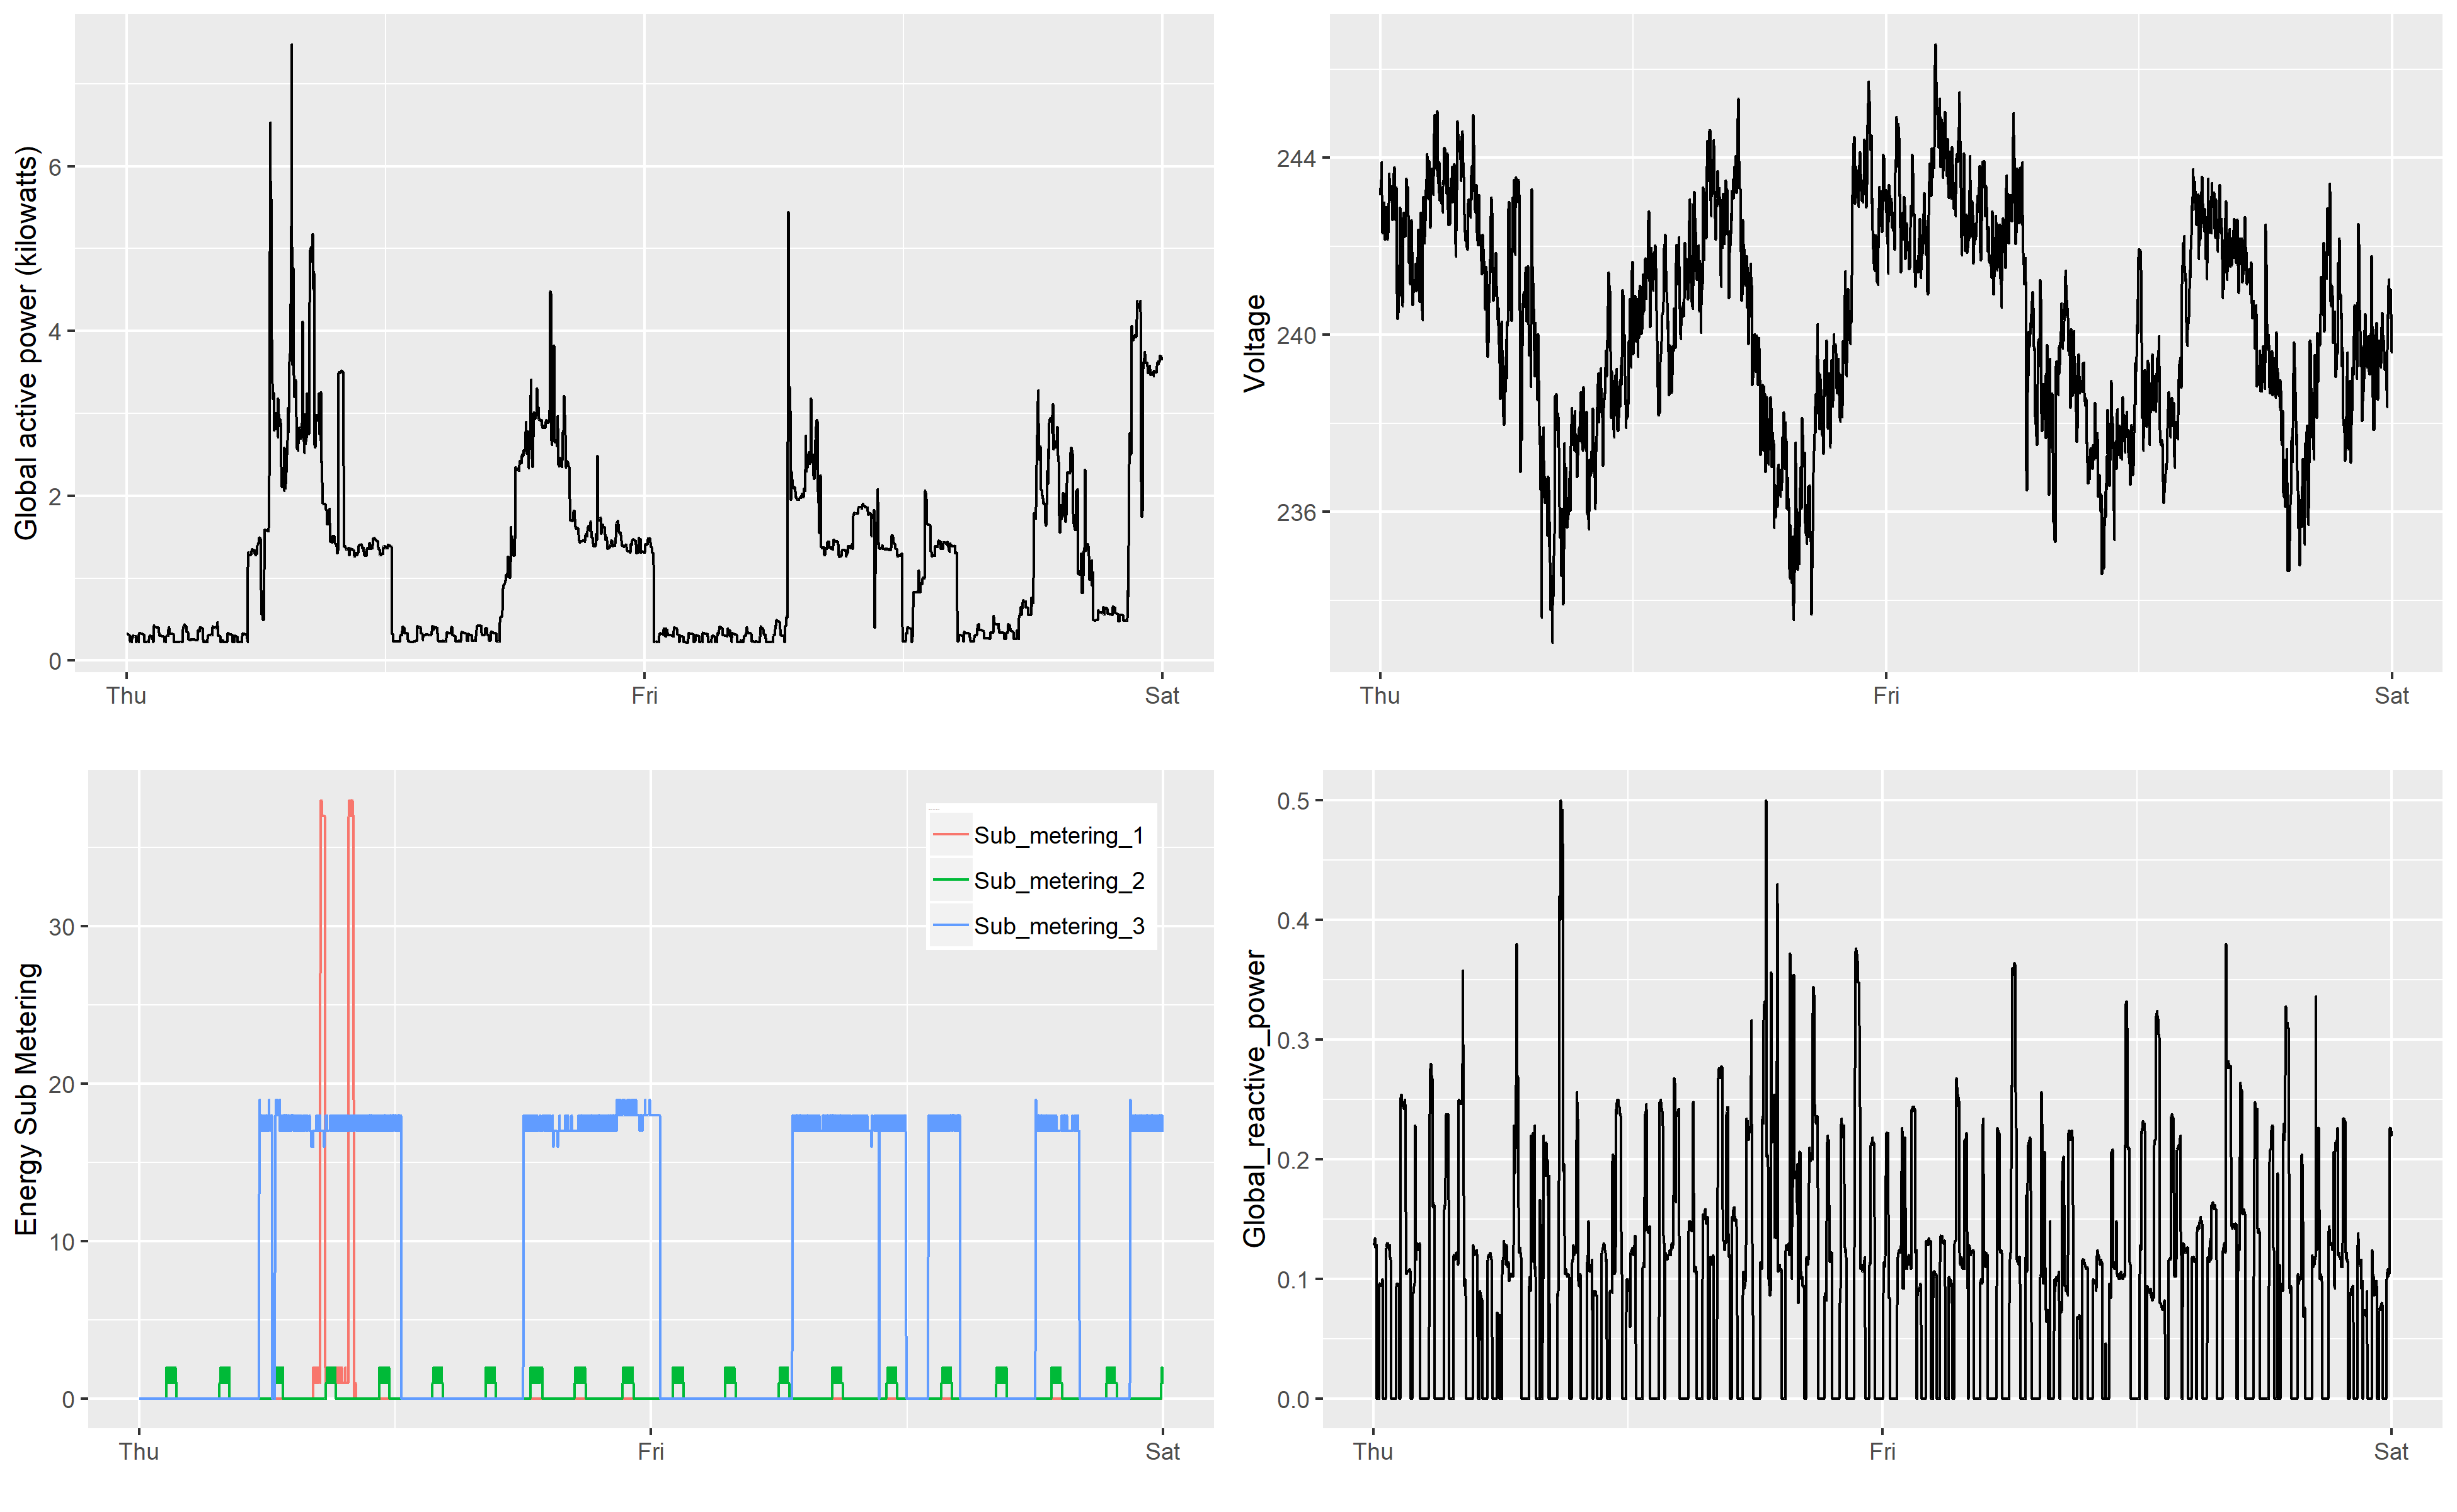 Global active power (kilowatts)
6
4
2
0
Thu Fri Sat
Voltage
244
240
236
Thu Fri Sat
Energy Sub Metering
30
20
10
0
Sub_metering_1
Sub_metering_2
Sub_metering_3
Thu Fri Sat
Global_reactive_power
0.5
0.4
0.3
0.2
0.1
0.0
Thu Fri Sat